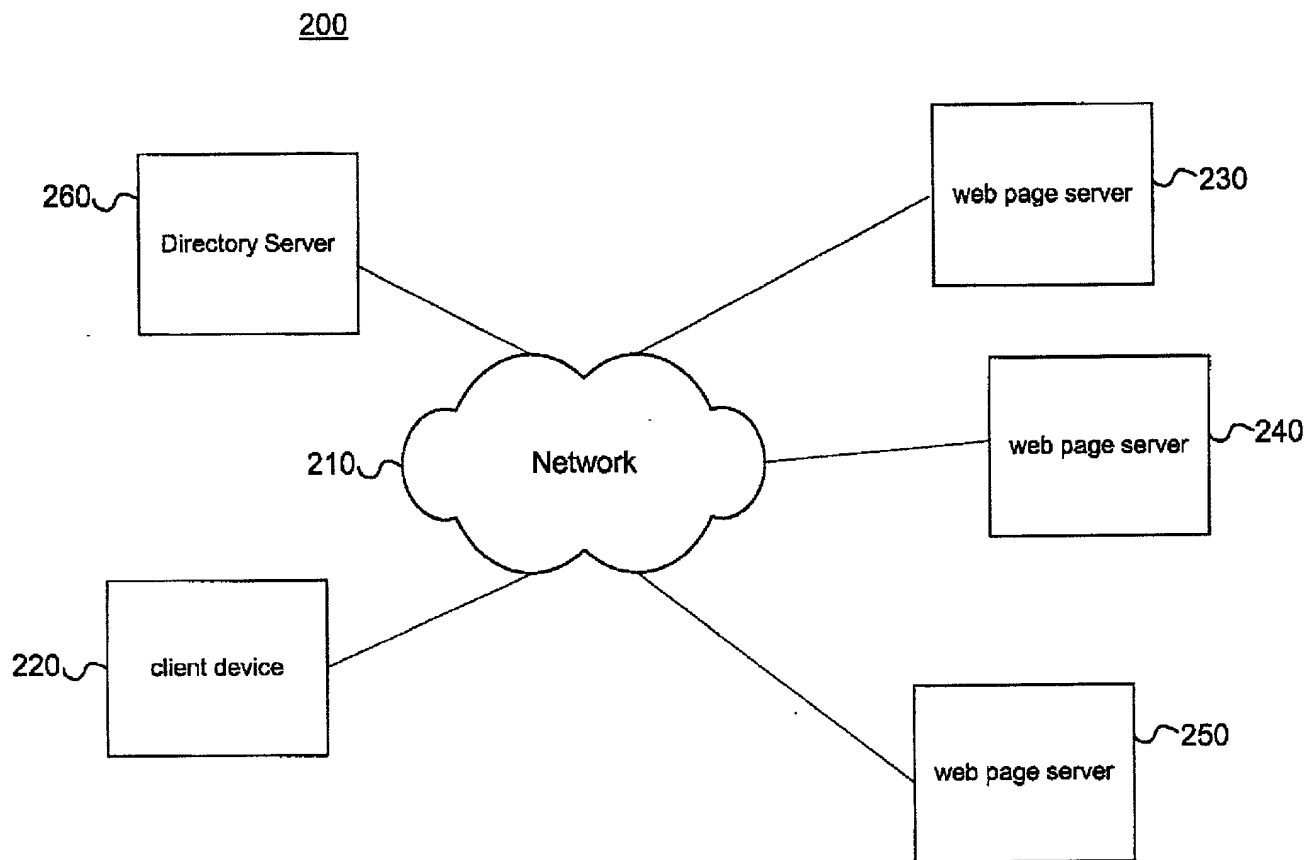 200
260
Directory Server
web page server
230
210
Network
web page server
240
220
client device
web page server
250